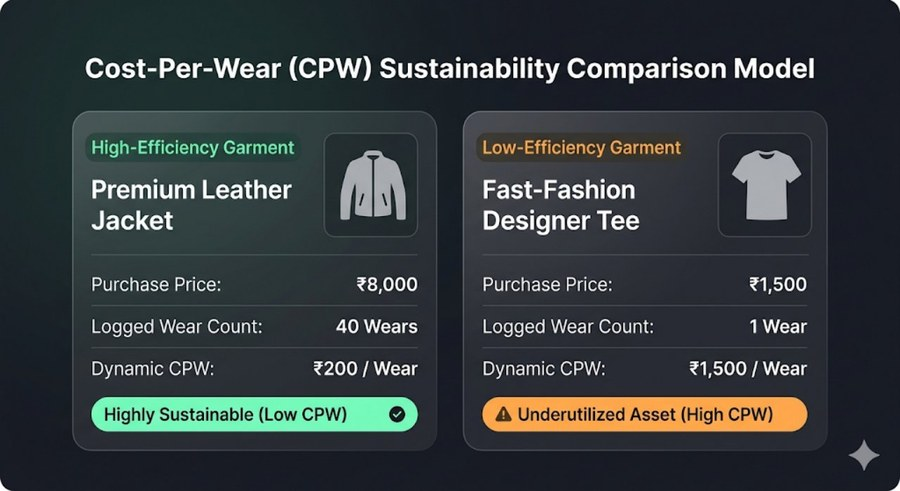 Cost-Per-Wear (CPW) Sustainability Comparison Model
High-Efficiency Garment
Premium Leather
Jacket
Purchase Price: ₹8,000
Logged Wear Count: 40 Wears
Dynamic CPW: ₹200 / Wear
Highly Sustainable (Low CPW)
Low-Efficiency Garment
Fast-Fashion
Designer Tee
Purchase Price: ₹1,500
Logged Wear Count: 1 Wear
Dynamic CPW: ₹1,500 / Wear
Underutilized Asset (High CPW)